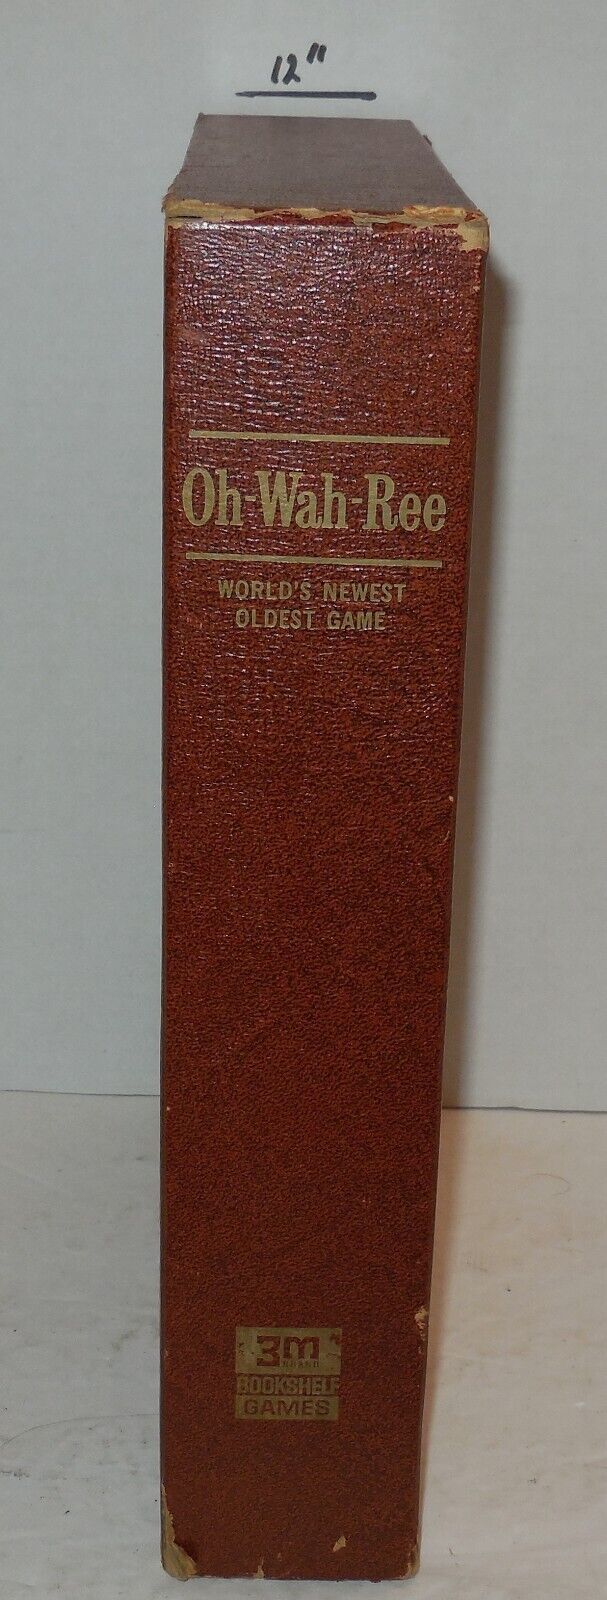 12"
Oh-Wah-Ree
WORLD'S NEWEST
OLDEST GAME
3M
BRAND
BOOKSHELF
GAMES